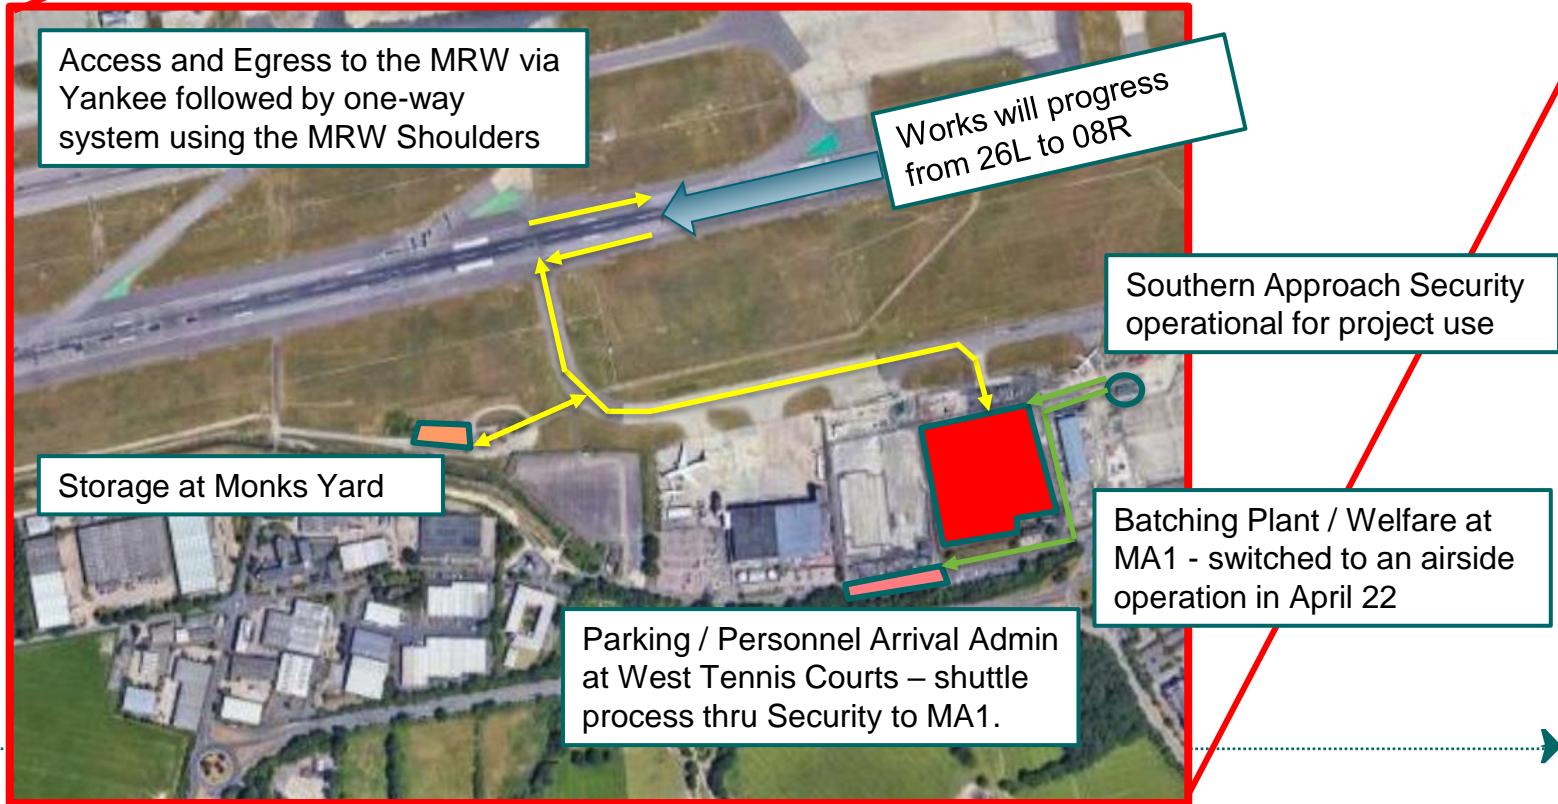 Access and Egress to the MRW via
Yankee followed by one-way
system using the MRW Shoulders
Works will progress
from 26L to 08R
Southern Approach Security
operational for project use
Storage at Monks Yard
Batching Plant / Welfare at
MA1 - switched to an airside
operation in April 22
Parking / Personnel Arrival Admin
at West Tennis Courts – shuttle
process thru Security to MA1.